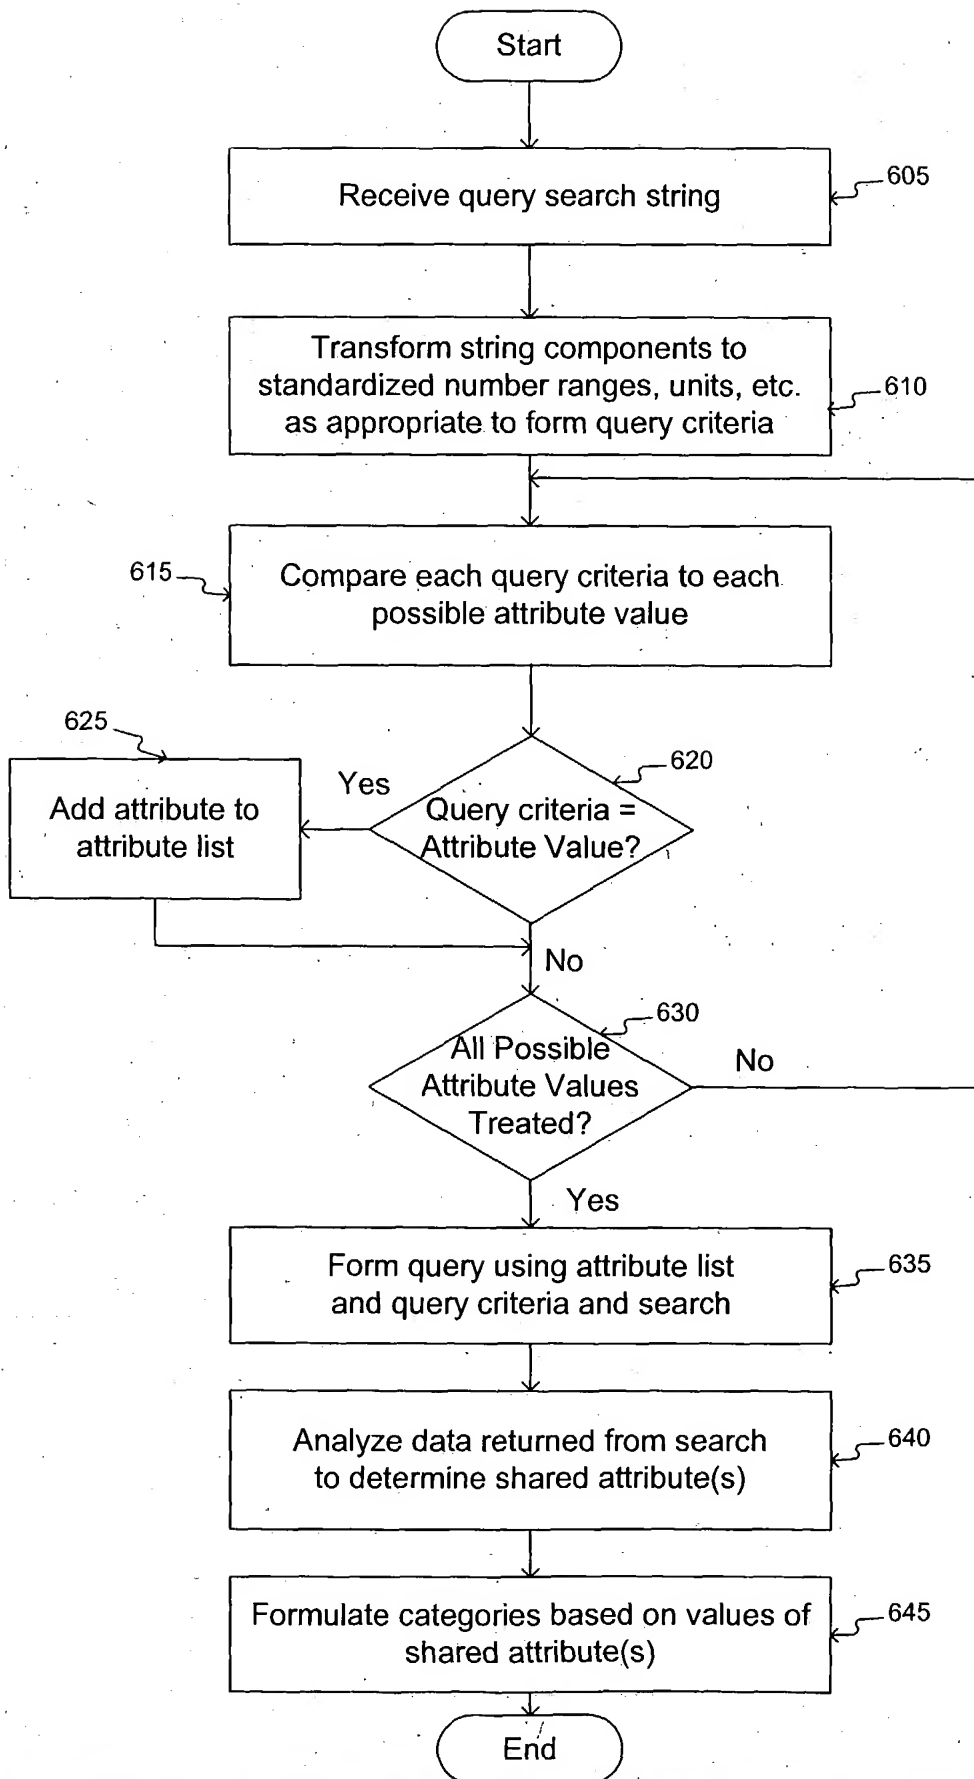 Start
Receive query search string
605
Transform string components to
standardized number ranges, units, etc.
as appropriate to form query criteria
610
615
Compare each query criteria to each
possible attribute value
625
Add attribute to
attribute list
Yes
620
Query criteria =
Attribute Value?
No
630
All Possible
Attribute Values
Treated?
No
Yes
Form query using attribute list
and query criteria and search
635
Analyze data returned from search
to determine shared attribute(s)
640
Formulate categories based on values of
shared attribute(s)
645
End